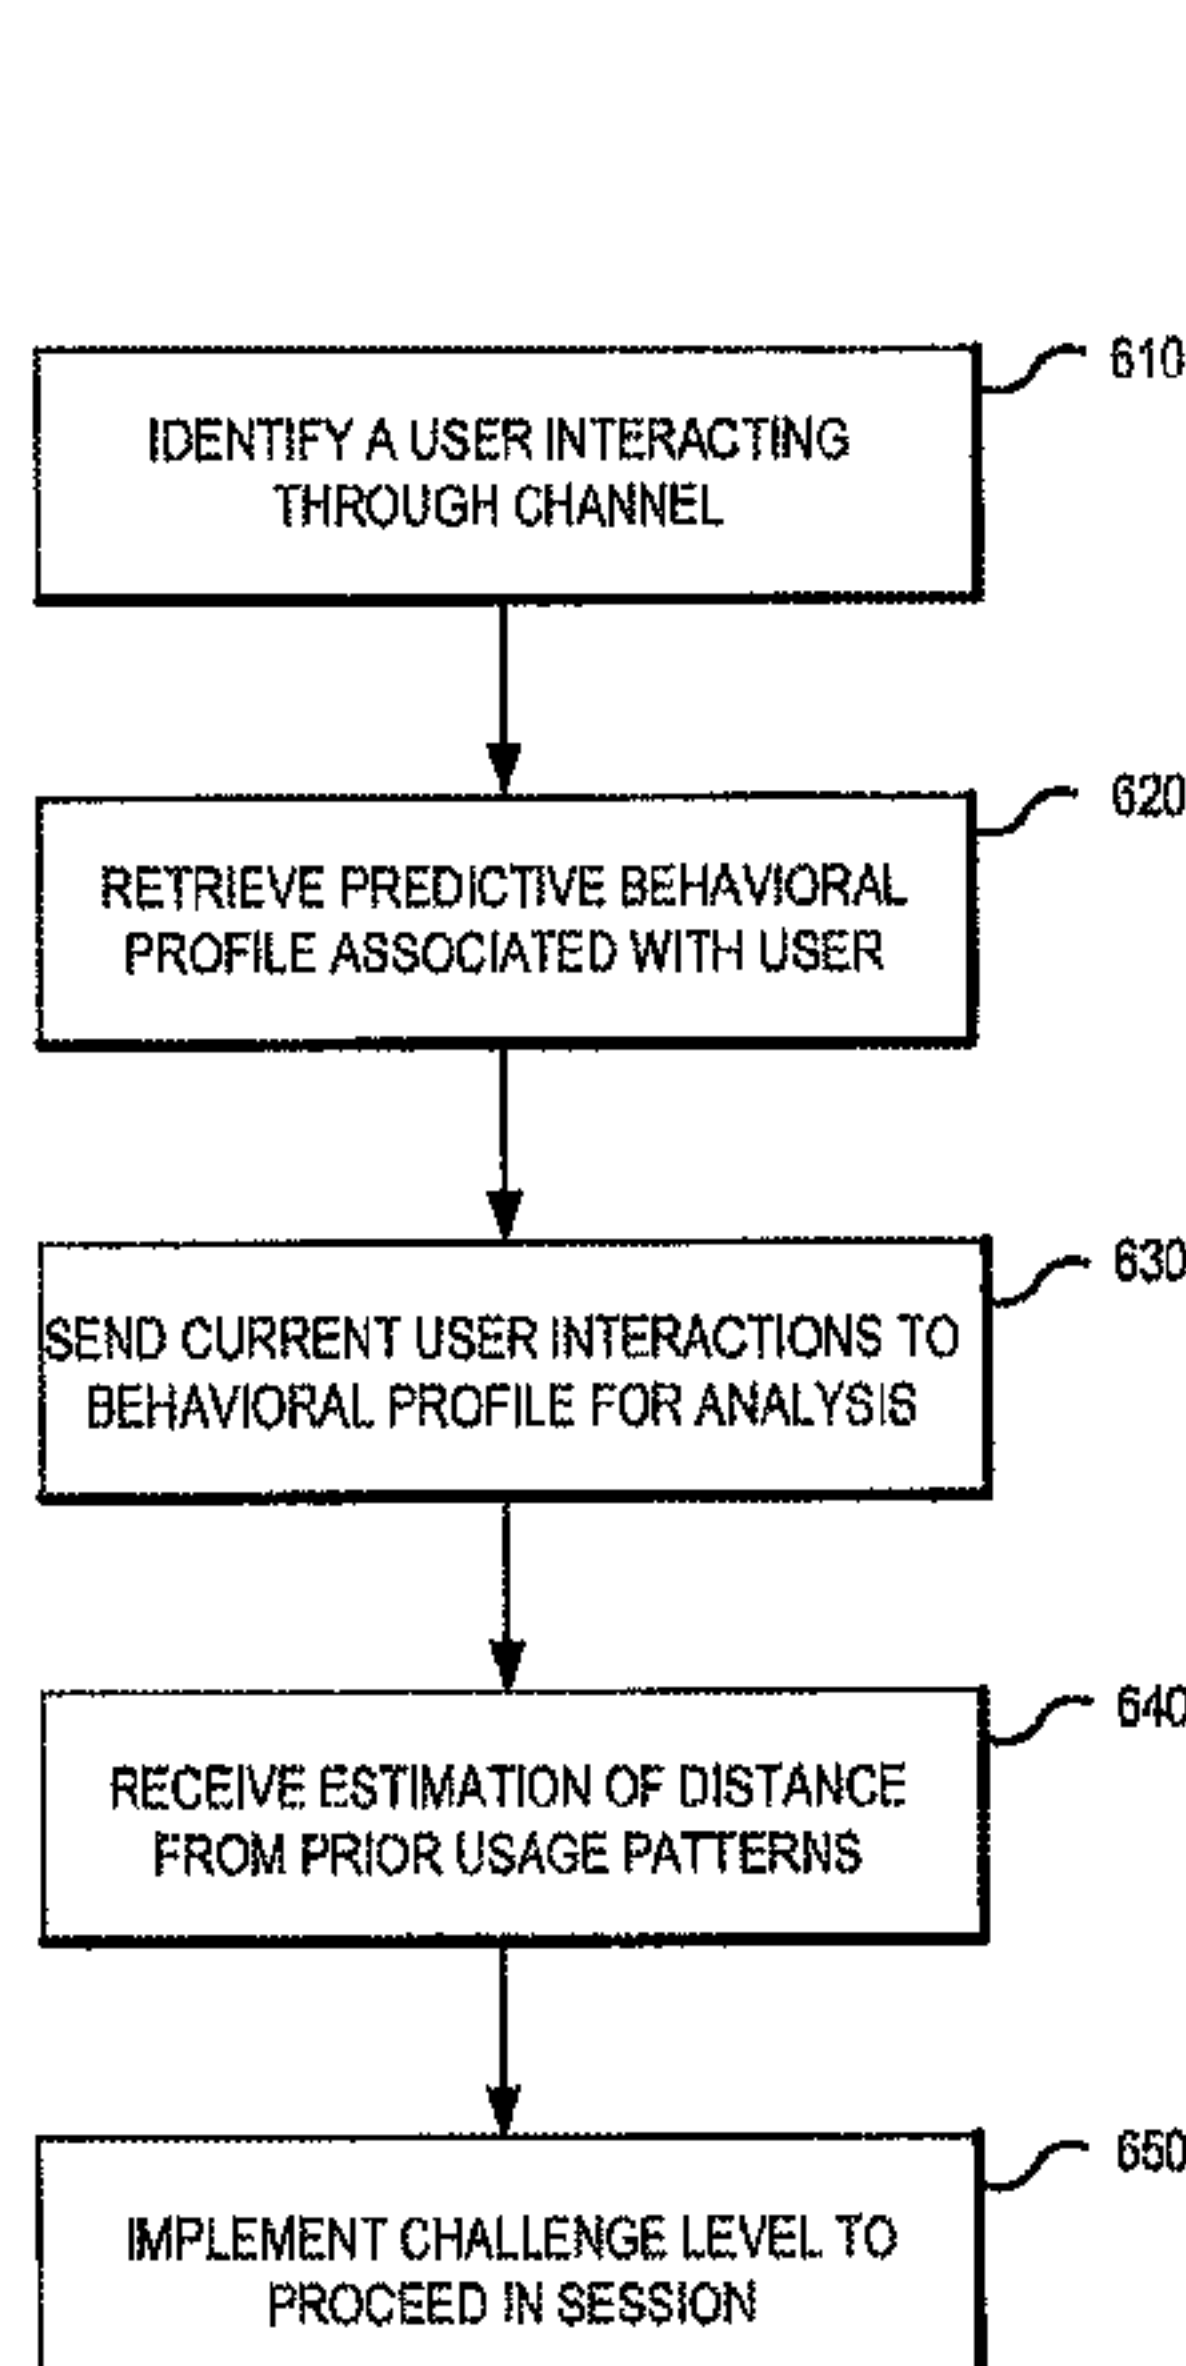 610
IDENTIFY A USER INTERACTING
THROUGH CHANNEL
620
RETRIEVE PREDICTIVE BEHAVIORAL
PROFILE ASSOCIATED WITH USER
630
SEND CURRENT USER INTERACTIONS TO
BEHAVIORAL PROFILE FOR ANALYSIS
640
RECEIVE ESTIMATION OF DISTANCE
FROM PRIOR USAGE PATTERNS
650
IMPLEMENT CHALLENGE LEVEL TO
PROCEED IN SESSION